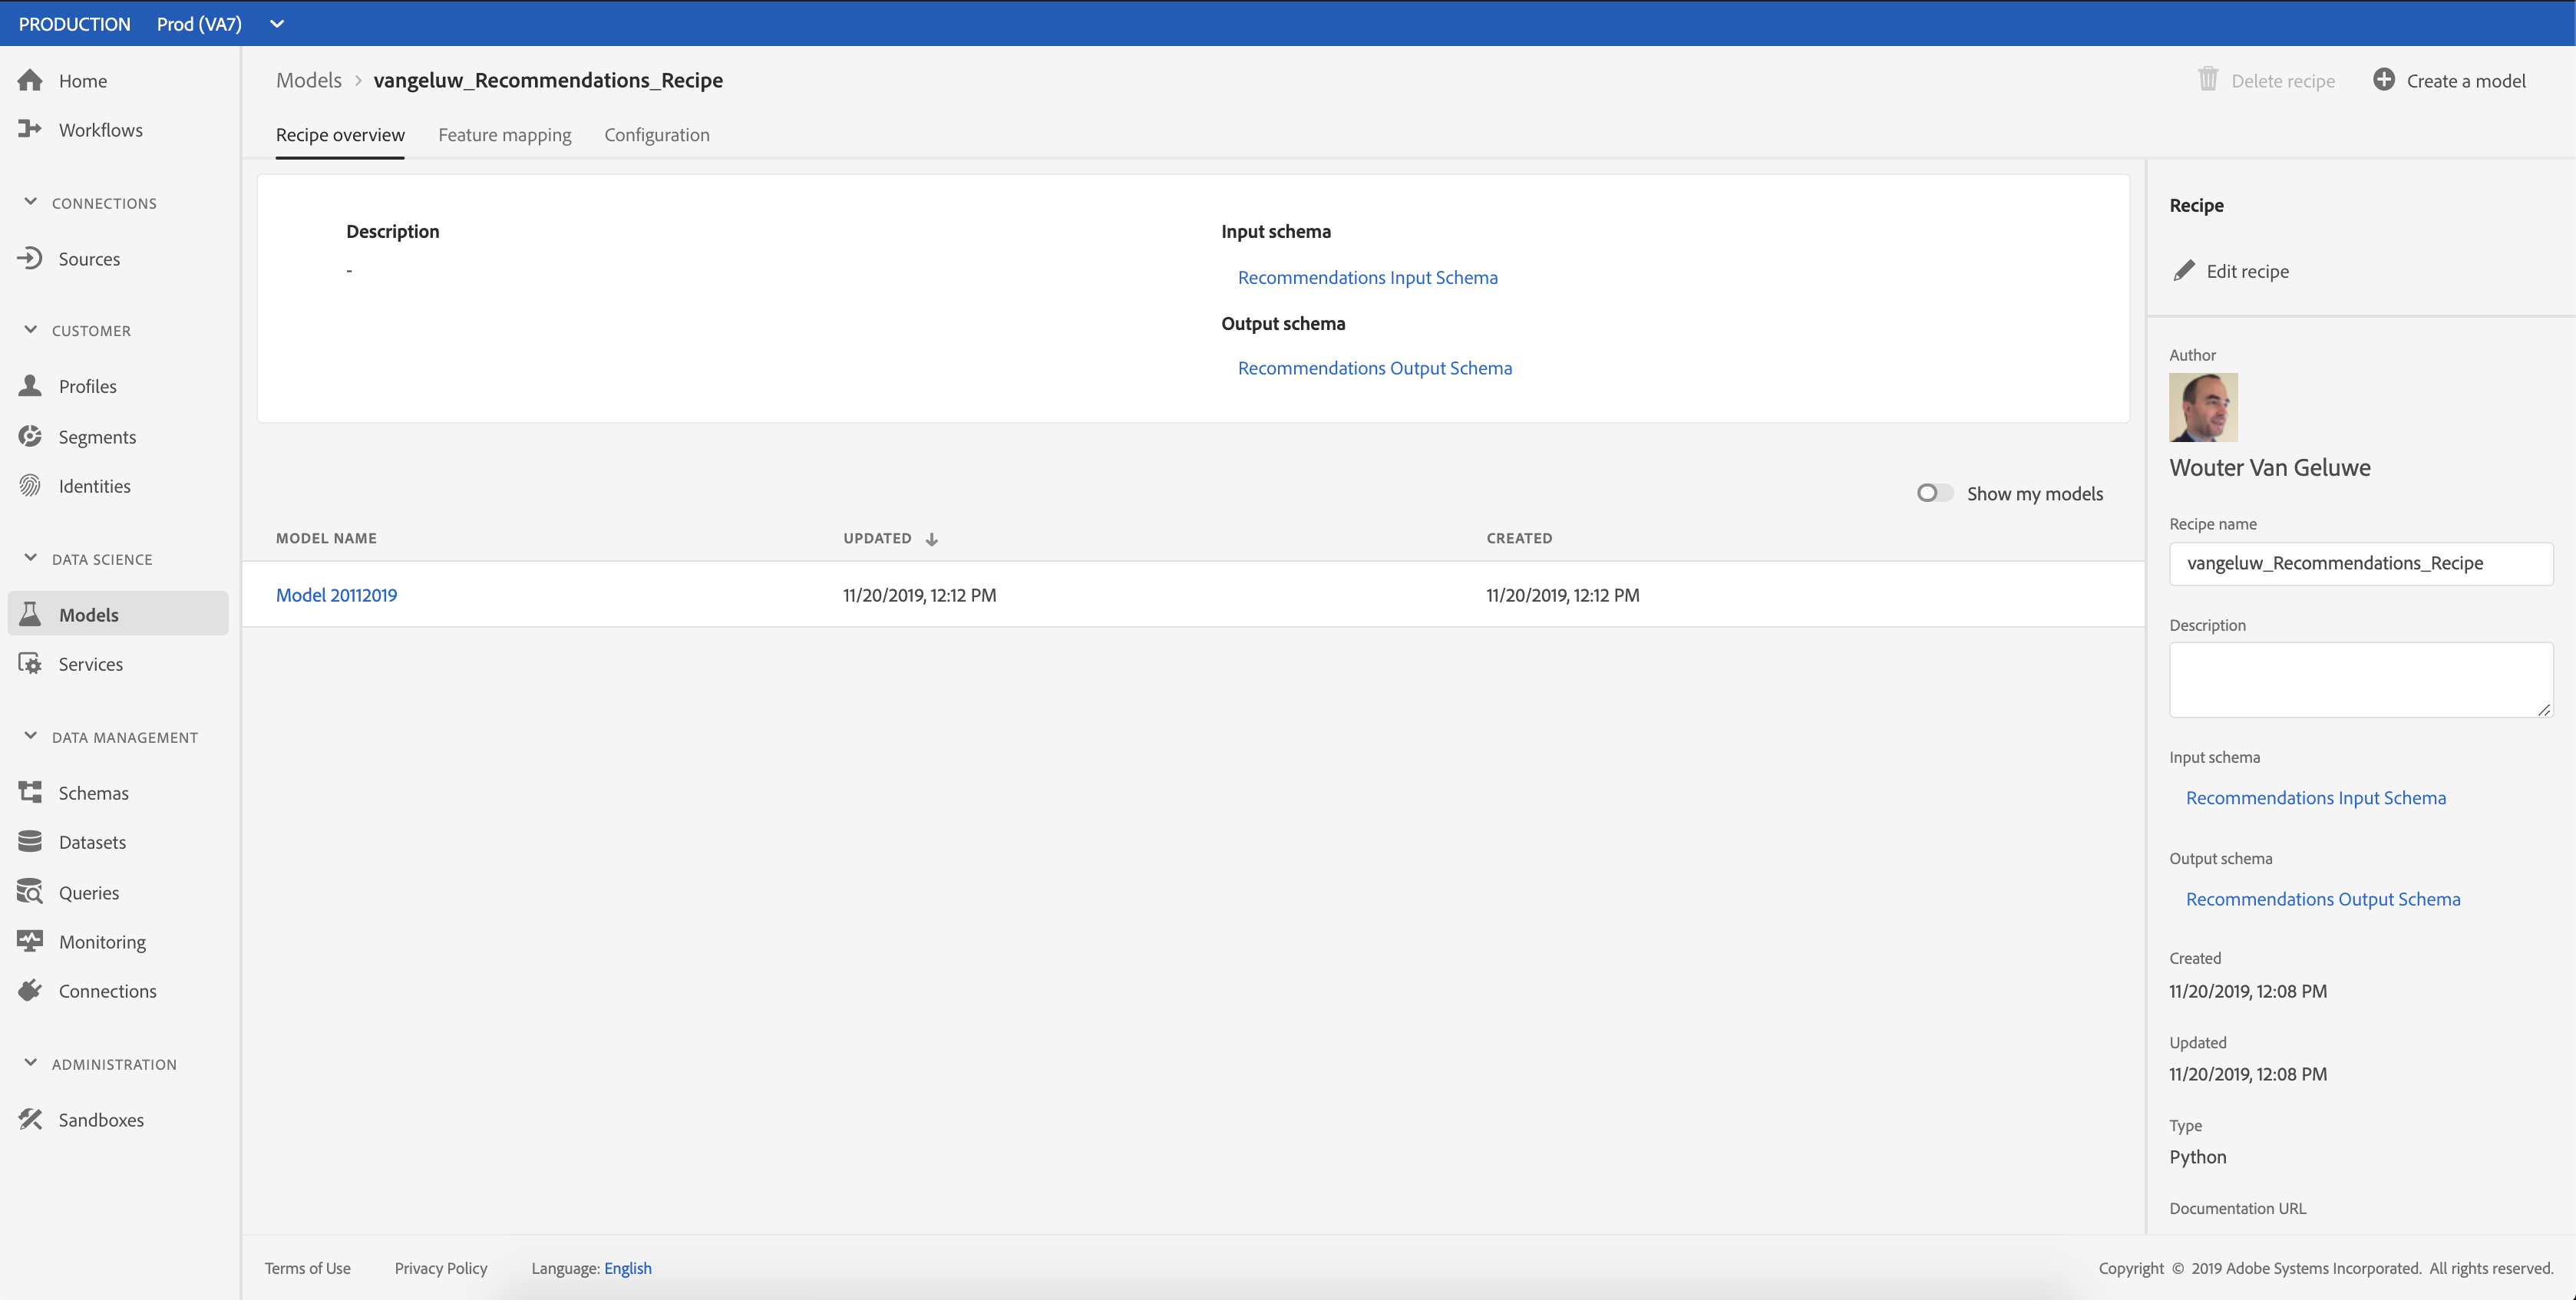 PRODUCTION Prod (VA7)
Home
Workflows
CONNECTIONS
Sources
CUSTOMER
Profiles
Segments
Identities
DATA SCIENCE
Models
Services
DATA MANAGEMENT
Schemas
Datasets
Queries
Monitoring
Connections
ADMINISTRATION
Sandboxes
Models > vangeluw_Recommendations_Recipe
Delete recipe Create a model
Recipe overview Feature mapping Configuration
Description
-
Input schema
Recommendations Input Schema
Output schema
Recommendations Output Schema
Show my models
MODEL NAME UPDATED CREATED
Model 20112019 11/20/2019, 12:12 PM 11/20/2019, 12:12 PM
Recipe
Edit recipe
Author
Wouter Van Geluwe
Recipe name
vangeluw_Recommendations_Recipe
Description
Input schema
Recommendations Input Schema
Output schema
Recommendations Output Schema
Created
11/20/2019, 12:08 PM
Updated
11/20/2019, 12:08 PM
Type
Python
Documentation URL
Terms of Use Privacy Policy Language: English
Copyright © 2019 Adobe Systems Incorporated. All rights reserved.